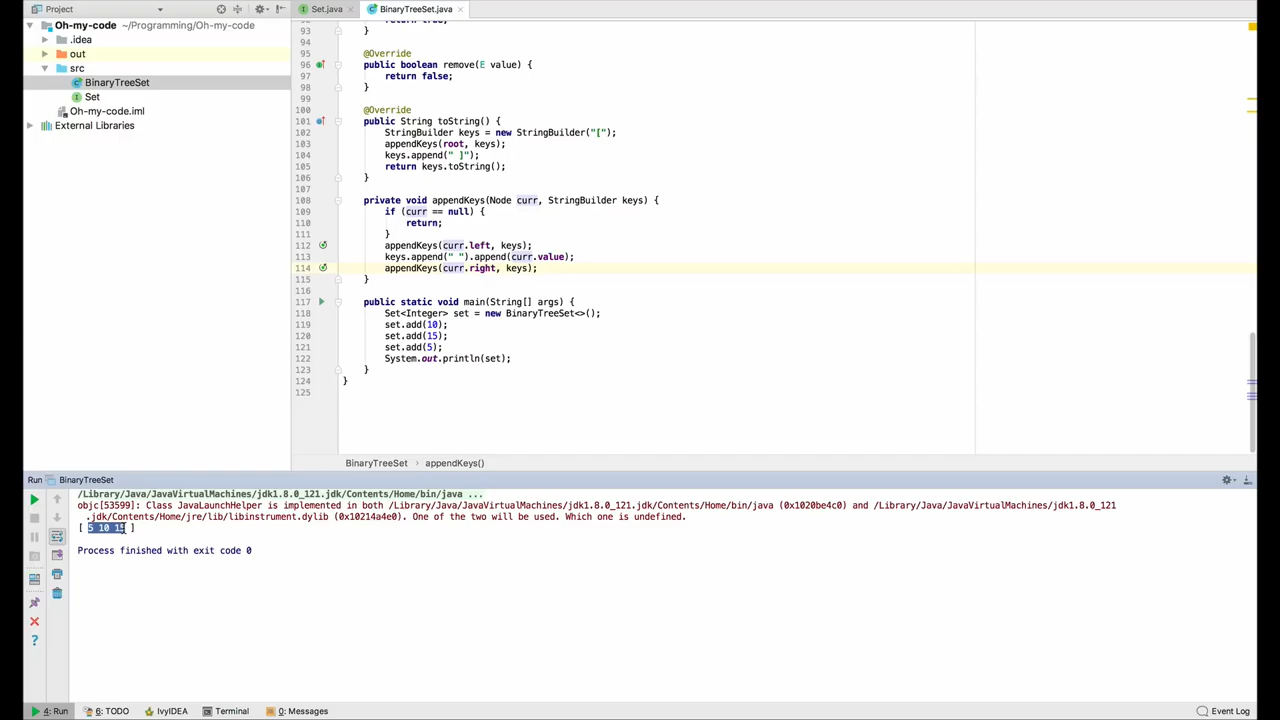 Project
Set.java
BinaryTreeSet.java
Oh-my-code ~/Programming/Oh-my-code
.idea
out
src
BinaryTreeSet
Set
Oh-my-code.iml
External Libraries
93 }
94
95 @Override
96 public boolean remove(E value) {
97 return false;
98 }
99
100 @Override
101 public String toString() {
102 StringBuilder keys = new StringBuilder("[");
103 appendKeys(root, keys);
104 keys.append(" ]");
105 return keys.toString();
106 }
107
108 private void appendKeys(Node curr, StringBuilder keys) {
109 if (curr == null) {
110 return;
111 }
112 appendKeys(curr.left, keys);
113 keys.append(" ").append(curr.value);
114 appendKeys(curr.right, keys);
115 }
116
117 public static void main(String[] args) {
118 Set<Integer> set = new BinaryTreeSet<>();
119 set.add(10);
120 set.add(15);
121 set.add(5);
122 System.out.println(set);
123 }
124 }
125
BinaryTreeSet › appendKeys()
Run BinaryTreeSet
/Library/Java/JavaVirtualMachines/jdk1.8.0_121.jdk/Contents/Home/bin/java ...
objc[53599]: Class JavaLaunchHelper is implemented in both /Library/Java/JavaVirtualMachines/jdk1.8.0_121.jdk/Contents/Home/bin/java (0x1020be4c0) and /Library/Java/JavaVirtualMachines/jdk1.8.0_121
.jdk/Contents/Home/jre/lib/libinstrument.dylib (0x10214a4e0). One of the two will be used. Which one is undefined.
[ 5 10 15 ]
Process finished with exit code 0
4: Run 6: TODO IvyIDEA Terminal 0: Messages Event Log